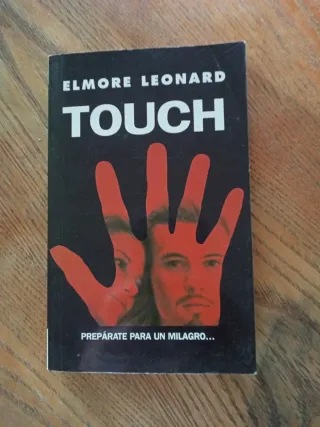 ELMORE LEONARD
TOUCH
PREPÁRATE PARA UN MILAGRO...